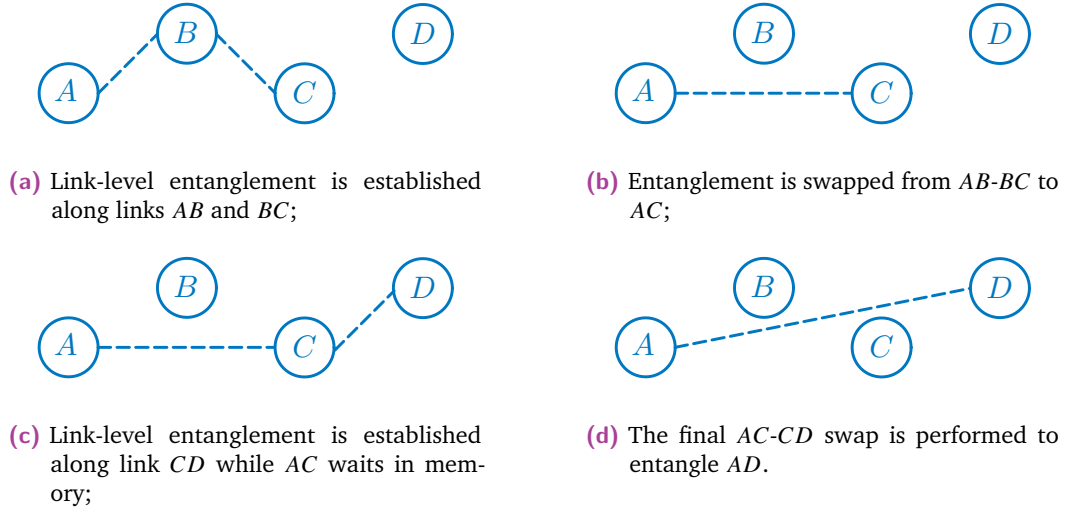 B
D
A
C
B
D
A
C
(a) Link-level entanglement is established
along links AB and BC;
(b) Entanglement is swapped from AB-BC to
AC;
B
D
A
C
B
D
A
C
(c) Link-level entanglement is established
along link CD while AC waits in mem-
ory;
(d) The final AC-CD swap is performed to
entangle AD.